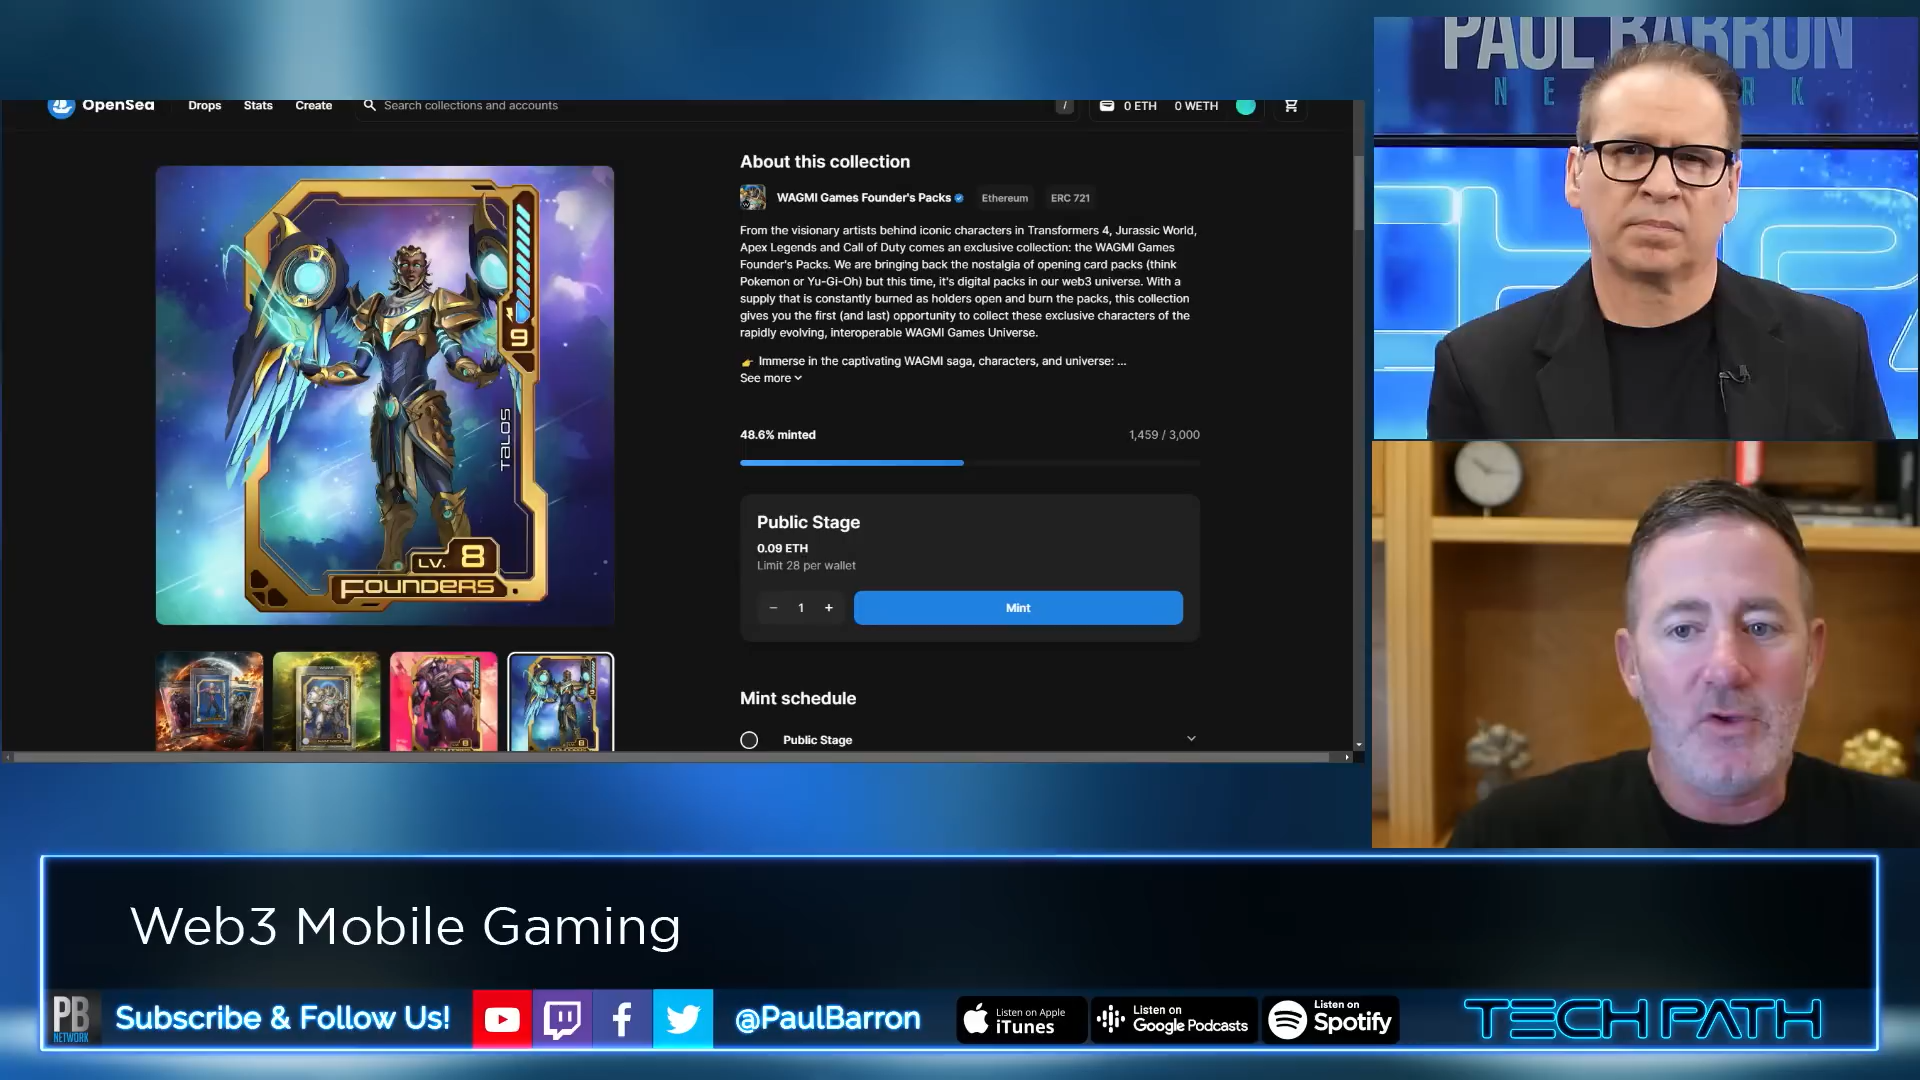 OpenSea
Drops
Stats
Create
Search collections and accounts
/
0 ETH
0 WETH
PAUL BARRON
About this collection
WAGMI Games Founder's Packs
Ethereum
ERC 721
From the visionary artists behind iconic characters in Transformers 4, Jurassic World,
Apex Legends and Call of Duty comes an exclusive collection: the WAGMI Games
Founder's Packs. We are bringing back the nostalgia of opening card packs (think
Pokemon or Yu-Gi-Oh) but this time, it's digital packs in our web3 universe. With a
supply that is constantly burned as holders open and burn the packs, this collection
gives you the first (and last) opportunity to collect these exclusive characters of the
rapidly evolving, interoperable WAGMI Games Universe.
👉 Immerse in the captivating WAGMI saga, characters, and universe: ...
See more
48.6% minted
1,459 / 3,000
Public Stage
0.09 ETH
Limit 28 per wallet
− 1 +
Mint
Mint schedule
Public Stage
9
TALOS
LV. 8
FOUNDERS
Web3 Mobile Gaming
PB
NETWORK
Subscribe & Follow Us!
@PaulBarron
Listen on Apple
iTunes
Listen on
Google Podcasts
Listen on
Spotify
TECH PATH